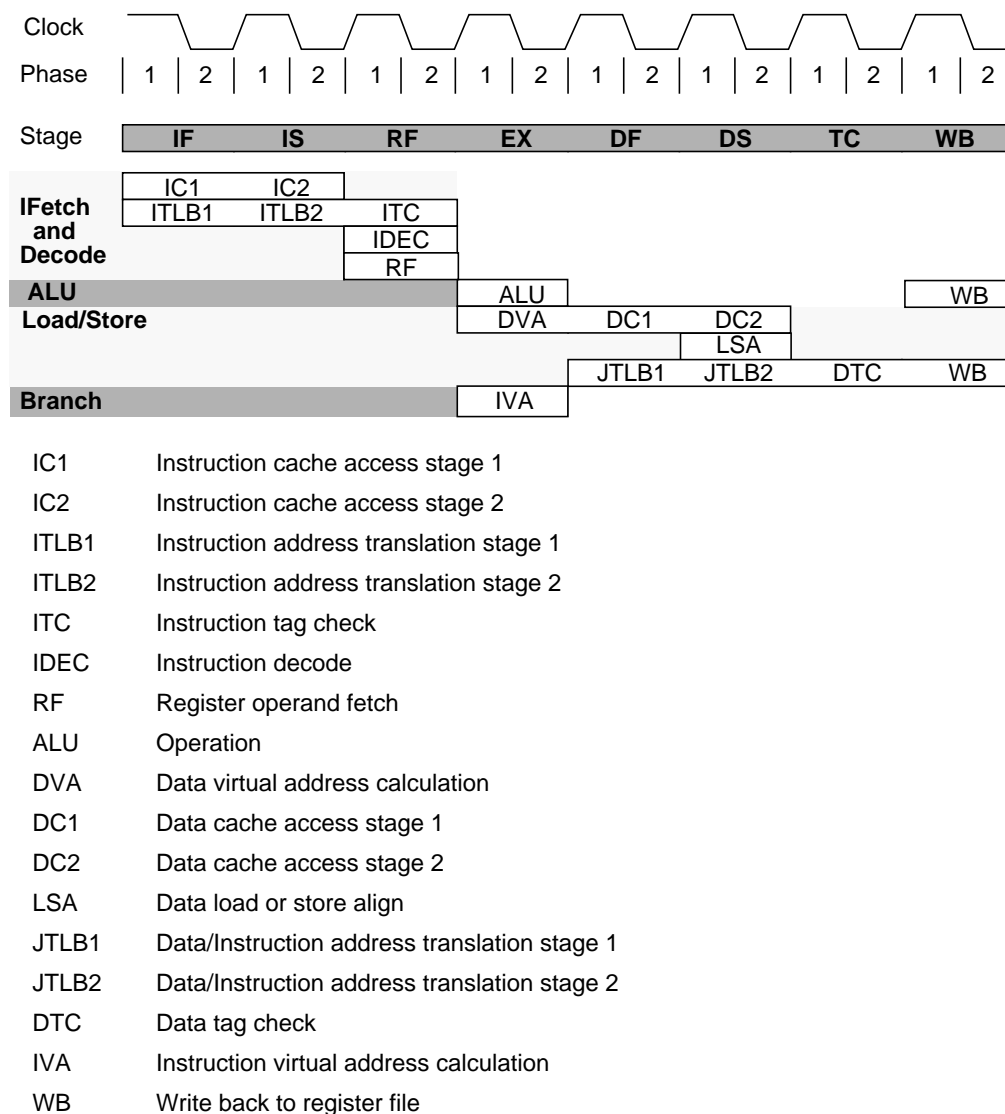 Clock
Phase 1 2 1 2 1 2 1 2 1 2 1 2 1 2 1 2
Stage IF IS RF EX DF DS TC WB
IFetch and Decode
IC1 IC2
ITLB1 ITLB2 ITC
IDEC
RF
ALU ALU WB
Load/Store DVA DC1 DC2
LSA
JTLB1 JTLB2 DTC WB
Branch IVA
IC1 Instruction cache access stage 1
IC2 Instruction cache access stage 2
ITLB1 Instruction address translation stage 1
ITLB2 Instruction address translation stage 2
ITC Instruction tag check
IDEC Instruction decode
RF Register operand fetch
ALU Operation
DVA Data virtual address calculation
DC1 Data cache access stage 1
DC2 Data cache access stage 2
LSA Data load or store align
JTLB1 Data/Instruction address translation stage 1
JTLB2 Data/Instruction address translation stage 2
DTC Data tag check
IVA Instruction virtual address calculation
WB Write back to register file